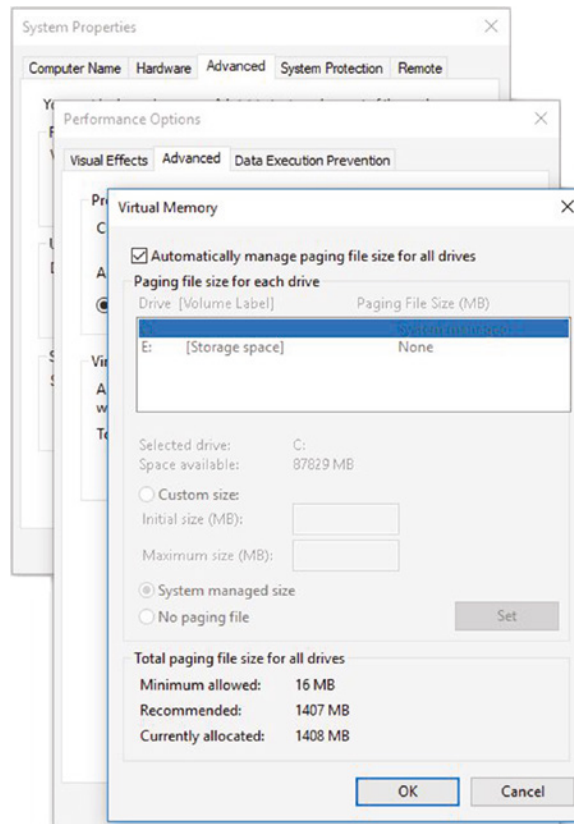 System Properties
Computer Name Hardware Advanced System Protection Remote
Performance Options
Visual Effects Advanced Data Execution Prevention
Virtual Memory
Automatically manage paging file size for all drives
Paging file size for each drive
Drive [Volume Label] Paging File Size (MB)
System managed
E: [Storage space] None
Selected drive: C:
Space available: 87829 MB
Custom size:
Initial size (MB):
Maximum size (MB):
System managed size
No paging file
Set
Total paging file size for all drives
Minimum allowed: 16 MB
Recommended: 1407 MB
Currently allocated: 1408 MB
OK Cancel